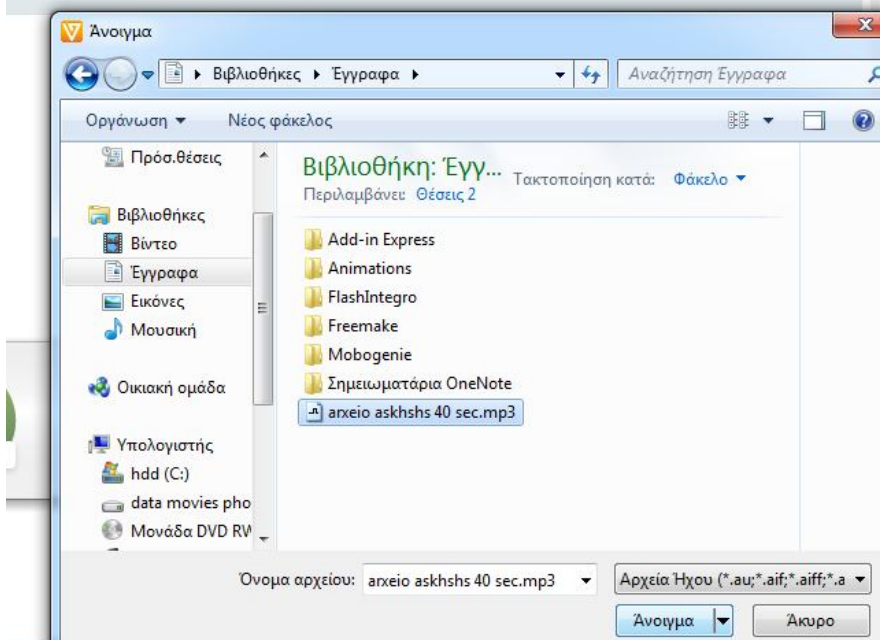 Άνοιγμα
Βιβλιοθήκες Έγγραφα Αναζήτηση Έγγραφα
Οργάνωση Νέος φάκελος
Πρόσ.θέσεις
Βιβλιοθήκες
Βίντεο
Έγγραφα
Εικόνες
Μουσική
Οικιακή ομάδα
Υπολογιστής
hdd (C:)
data movies pho
Μονάδα DVD RW
Βιβλιοθήκη: Έγγ...
Περιλαμβάνει: Θέσεις 2
Τακτοποίηση κατά: Φάκελο
Add-in Express
Animations
FlashIntegro
Freemake
Mobogenie
Σημειωματάρια OneNote
arxeio askhshs 40 sec.mp3
Όνομα αρχείου: arxeio askhshs 40 sec.mp3 Αρχεία Ήχου (*.au;*.aif;*.aiff;*.a
Άνοιγμα Άκυρο